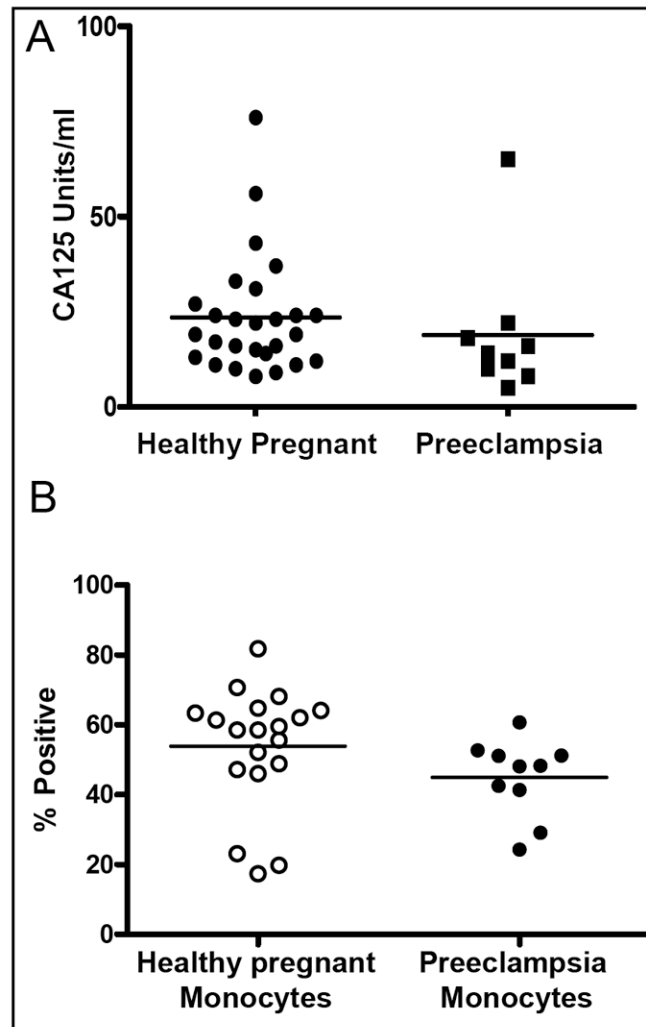 A
100
50
0
CA125 Units/ml
Healthy Pregnant
Preeclampsia
B
100
80
60
40
20
0
% Positive
Healthy pregnant
Monocytes
Preeclampsia
Monocytes